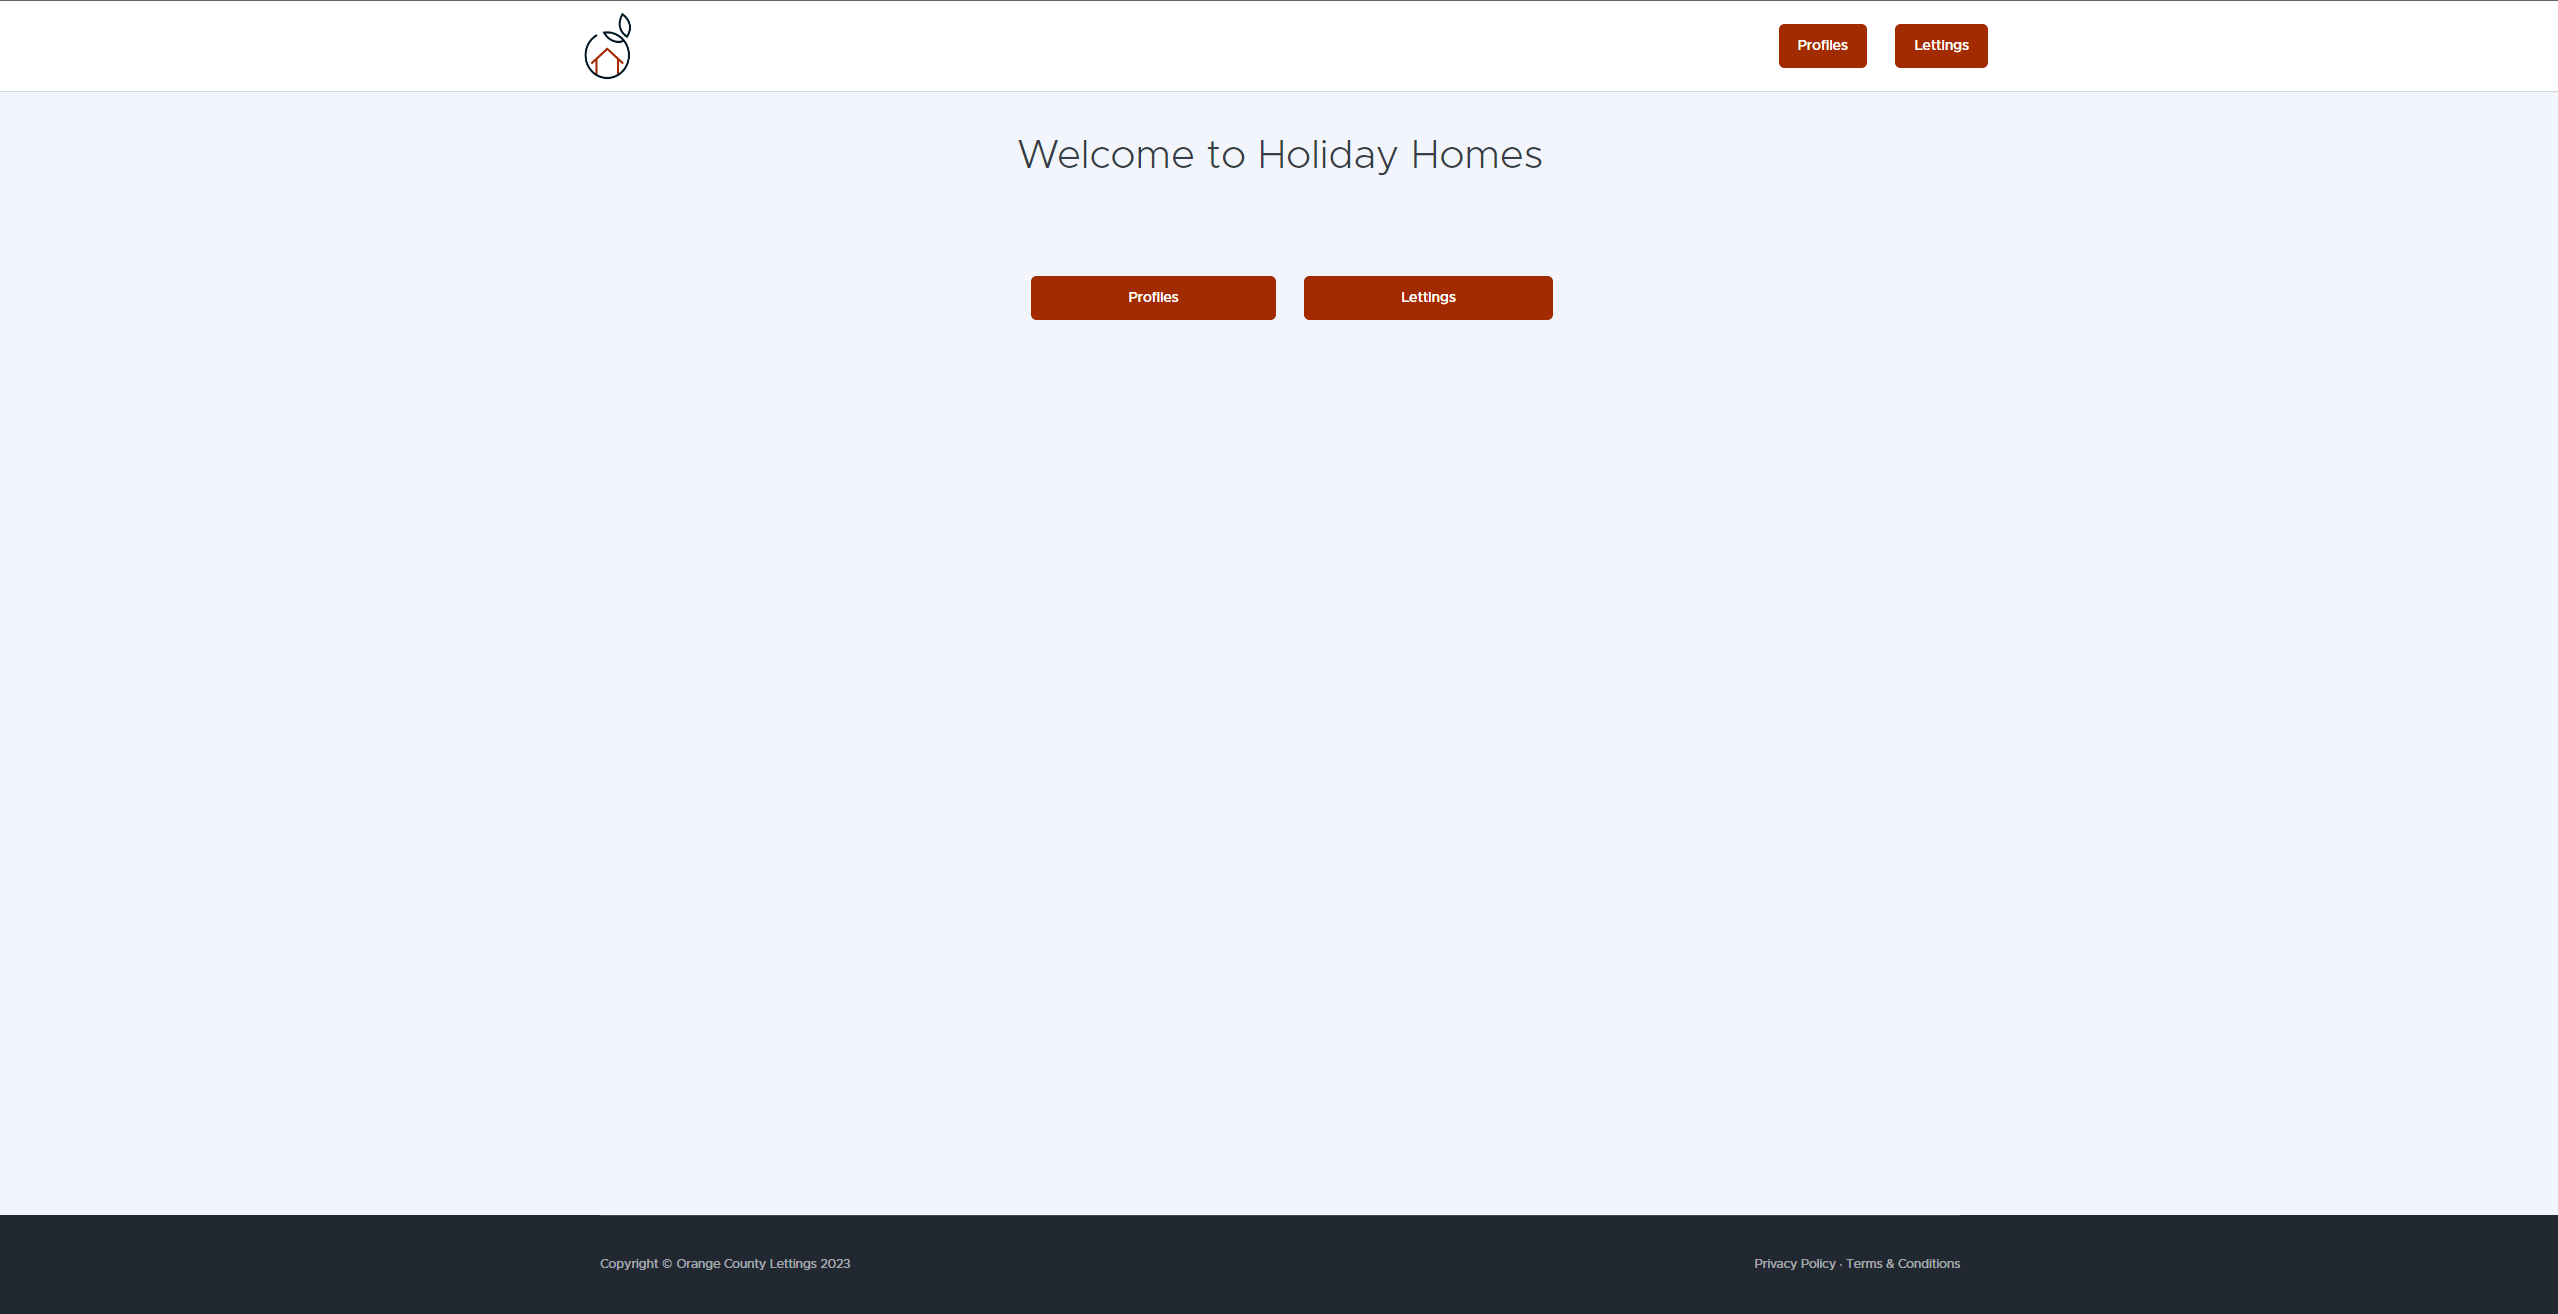 Profiles Lettings
Welcome to Holiday Homes
Profiles Lettings
Copyright © Orange County Lettings 2023 Privacy Policy · Terms & Conditions